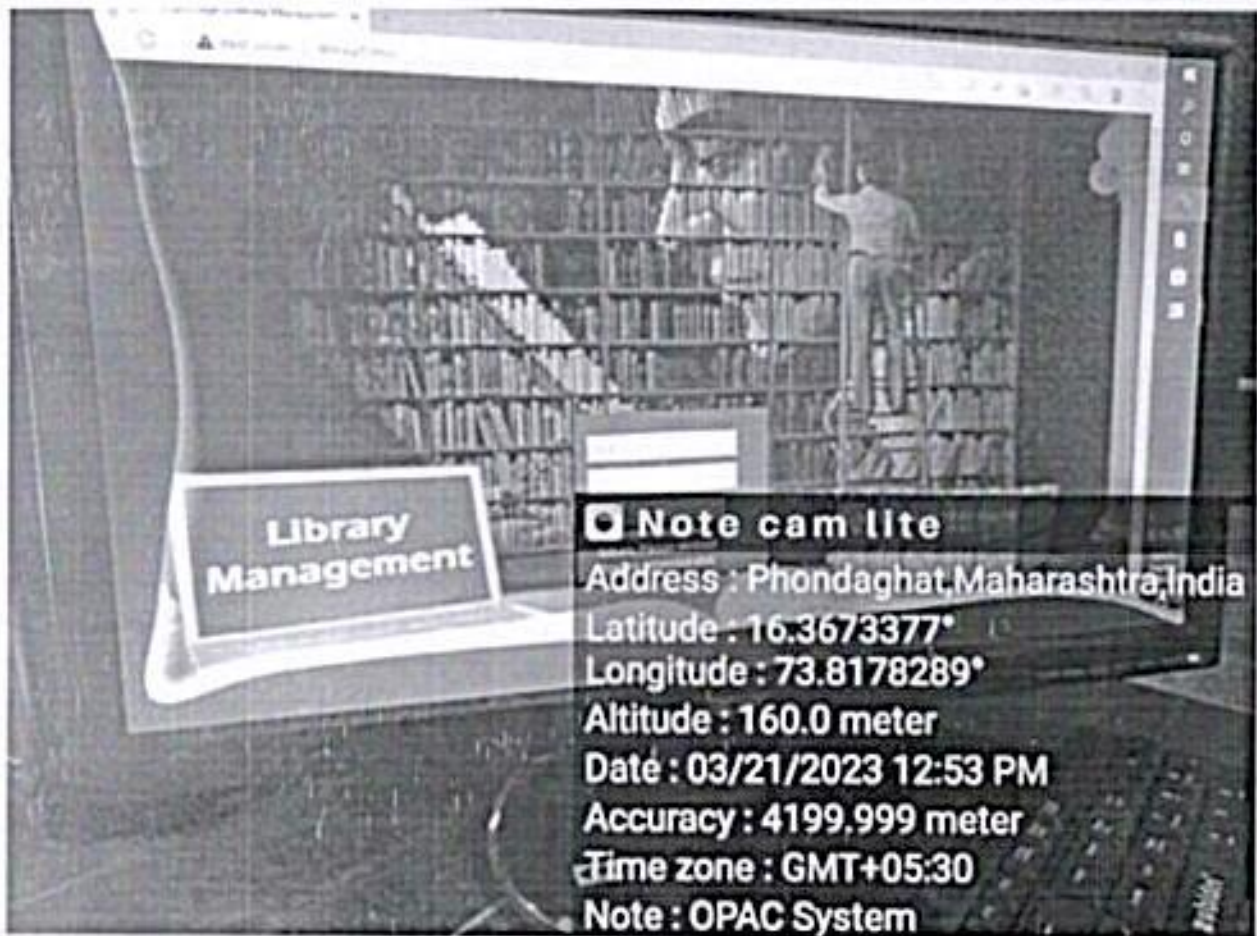 Library
Management
Note cam lite
Address : Phondaghat,Maharashtra,India
Latitude : 16.3673377°
Longitude : 73.8178289°
Altitude : 160.0 meter
Date : 03/21/2023 12:53 PM
Accuracy : 4199.999 meter
Time zone : GMT+05:30
Note : OPAC System